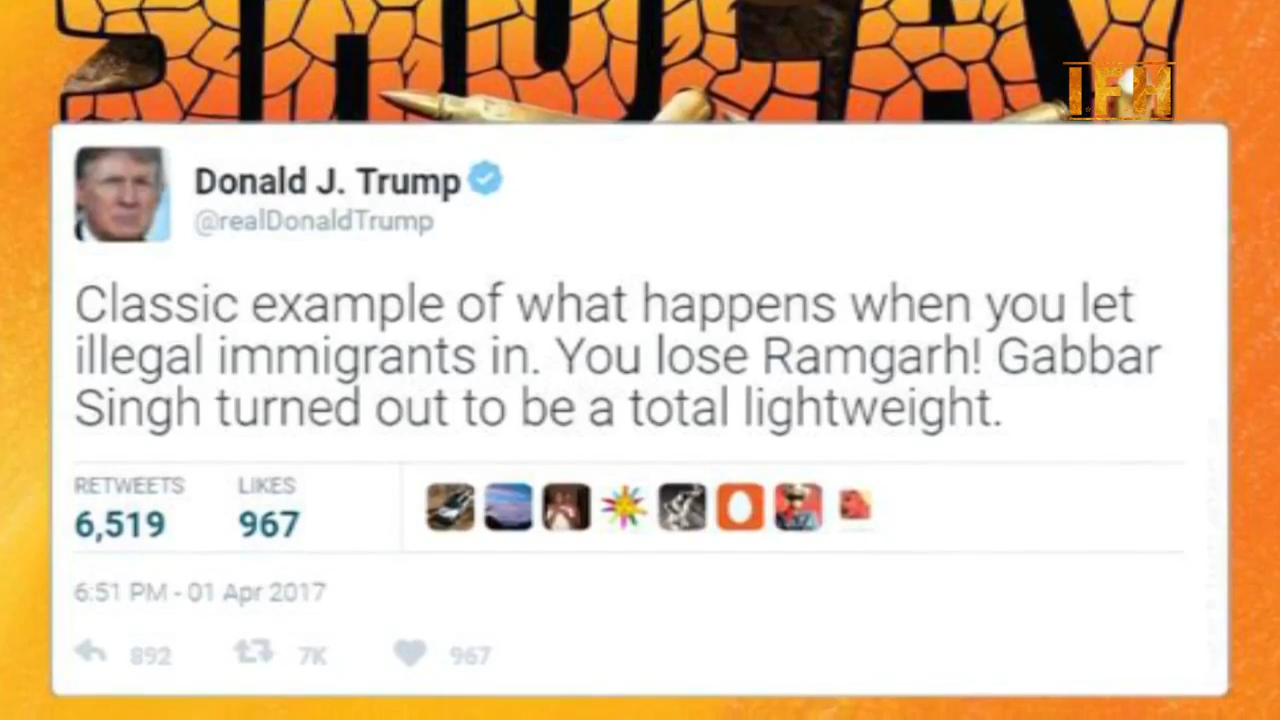 SHOLAY
IFH
Donald J. Trump
@realDonaldTrump
Classic example of what happens when you let
illegal immigrants in. You lose Ramgarh! Gabbar
Singh turned out to be a total lightweight.
RETWEETS LIKES
6,519 967
6:51 PM - 01 Apr 2017
892 7K 967